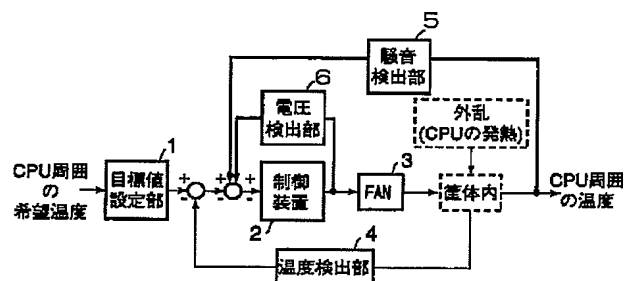 5
騒音
検出部
6
電圧
検出部
外乱
(CPUの発熱)
1
3
CPU周囲
の
希望温度
目標値
設定部
+
-
+
-
+
-
制御
装置
2
FAN
筐体内
CPU周囲
の温度
4
温度検出部